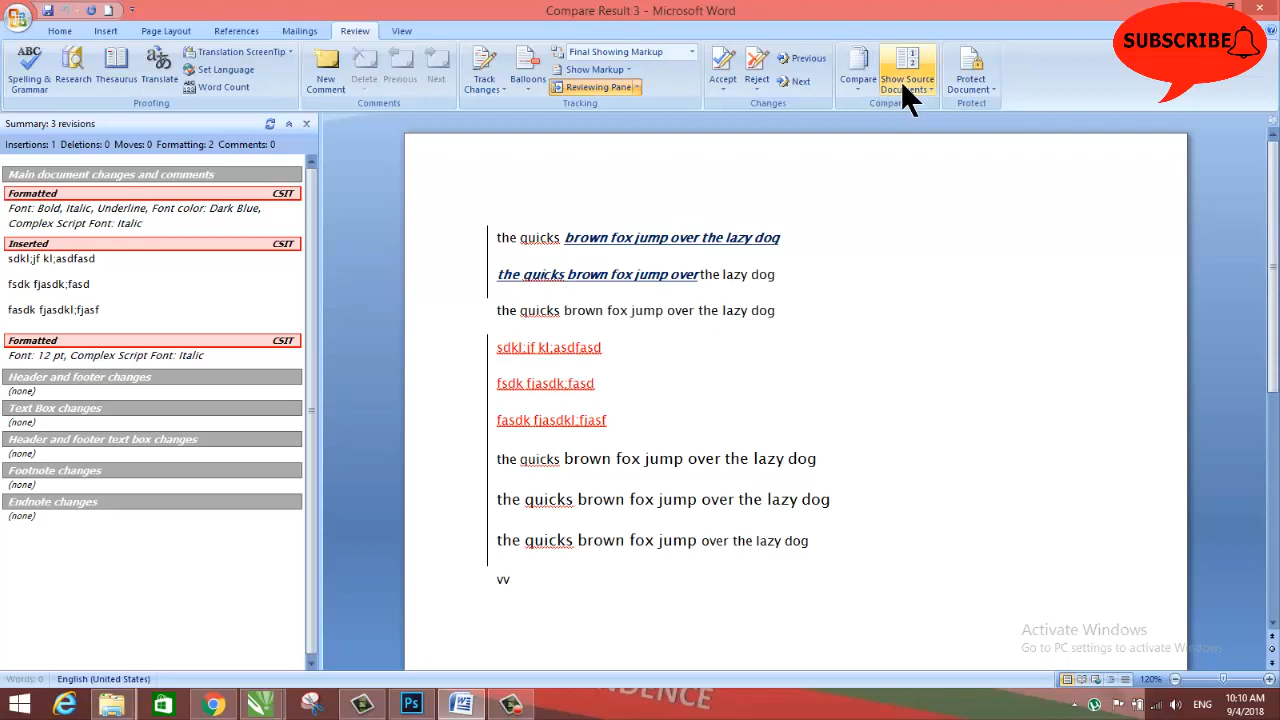 Compare Result 3 - Microsoft Word
SUBSCRIBE
Home Insert Page Layout References Mailings Review View
ABC
Spelling & Grammar
Research
Thesaurus
Translate
Translation ScreenTip
Set Language
Word Count
Proofing
New Comment
Delete
Previous
Next
Comments
Track Changes
Balloons
Final Showing Markup
Show Markup
Reviewing Pane
Tracking
Accept
Reject
Previous
Next
Changes
Compare
Show Source Documents
Protect Document
Protect
Summary: 3 revisions
Insertions: 1 Deletions: 0 Moves: 0 Formatting: 2 Comments: 0
Main document changes and comments
Formatted CSIT
Font: Bold, Italic, Underline, Font color: Dark Blue,
Complex Script Font: Italic
Inserted CSIT
sdkl;jf kl;asdfasd
fsdk fjasdk;fasd
fasdk fjasdkl;fjasf
Formatted CSIT
Font: 12 pt, Complex Script Font: Italic
Header and footer changes
(none)
Text Box changes
(none)
Header and footer text box changes
(none)
Footnote changes
(none)
Endnote changes
(none)
the quicks brown fox jump over the lazy dog
the quicks brown fox jump overthe lazy dog
the quicks brown fox jump over the lazy dog
sdkl;jf kl;asdfasd
fsdk fjasdk;fasd
fasdk fjasdkl;fjasf
the quicks brown fox jump over the lazy dog
the quicks brown fox jump over the lazy dog
the quicks brown fox jump over the lazy dog
vv
Activate Windows
Go to PC settings to activate Windows.
Words: 0 English (United States) 120%
Ps
ENG
10:10 AM
9/4/2018